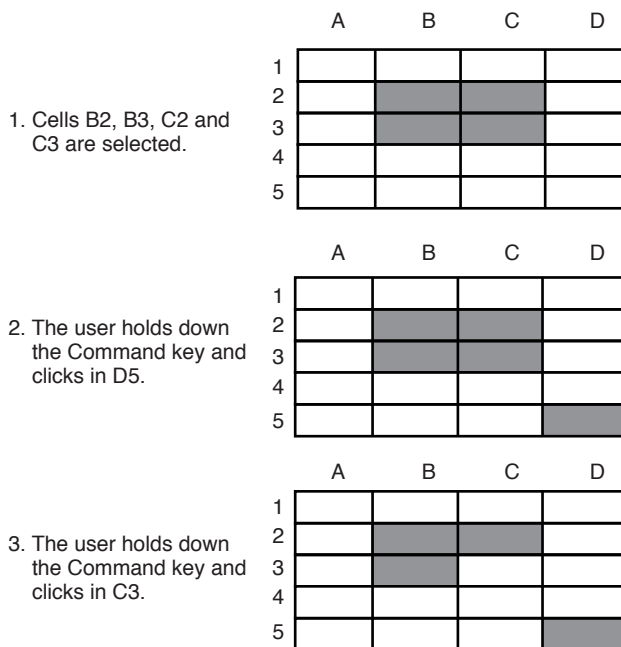 A B C D
1
2
3
4
5
1. Cells B2, B3, C2 and
C3 are selected.
A B C D
1
2
3
4
5
2. The user holds down
the Command key and
clicks in D5.
A B C D
1
2
3
4
5
3. The user holds down
the Command key and
clicks in C3.